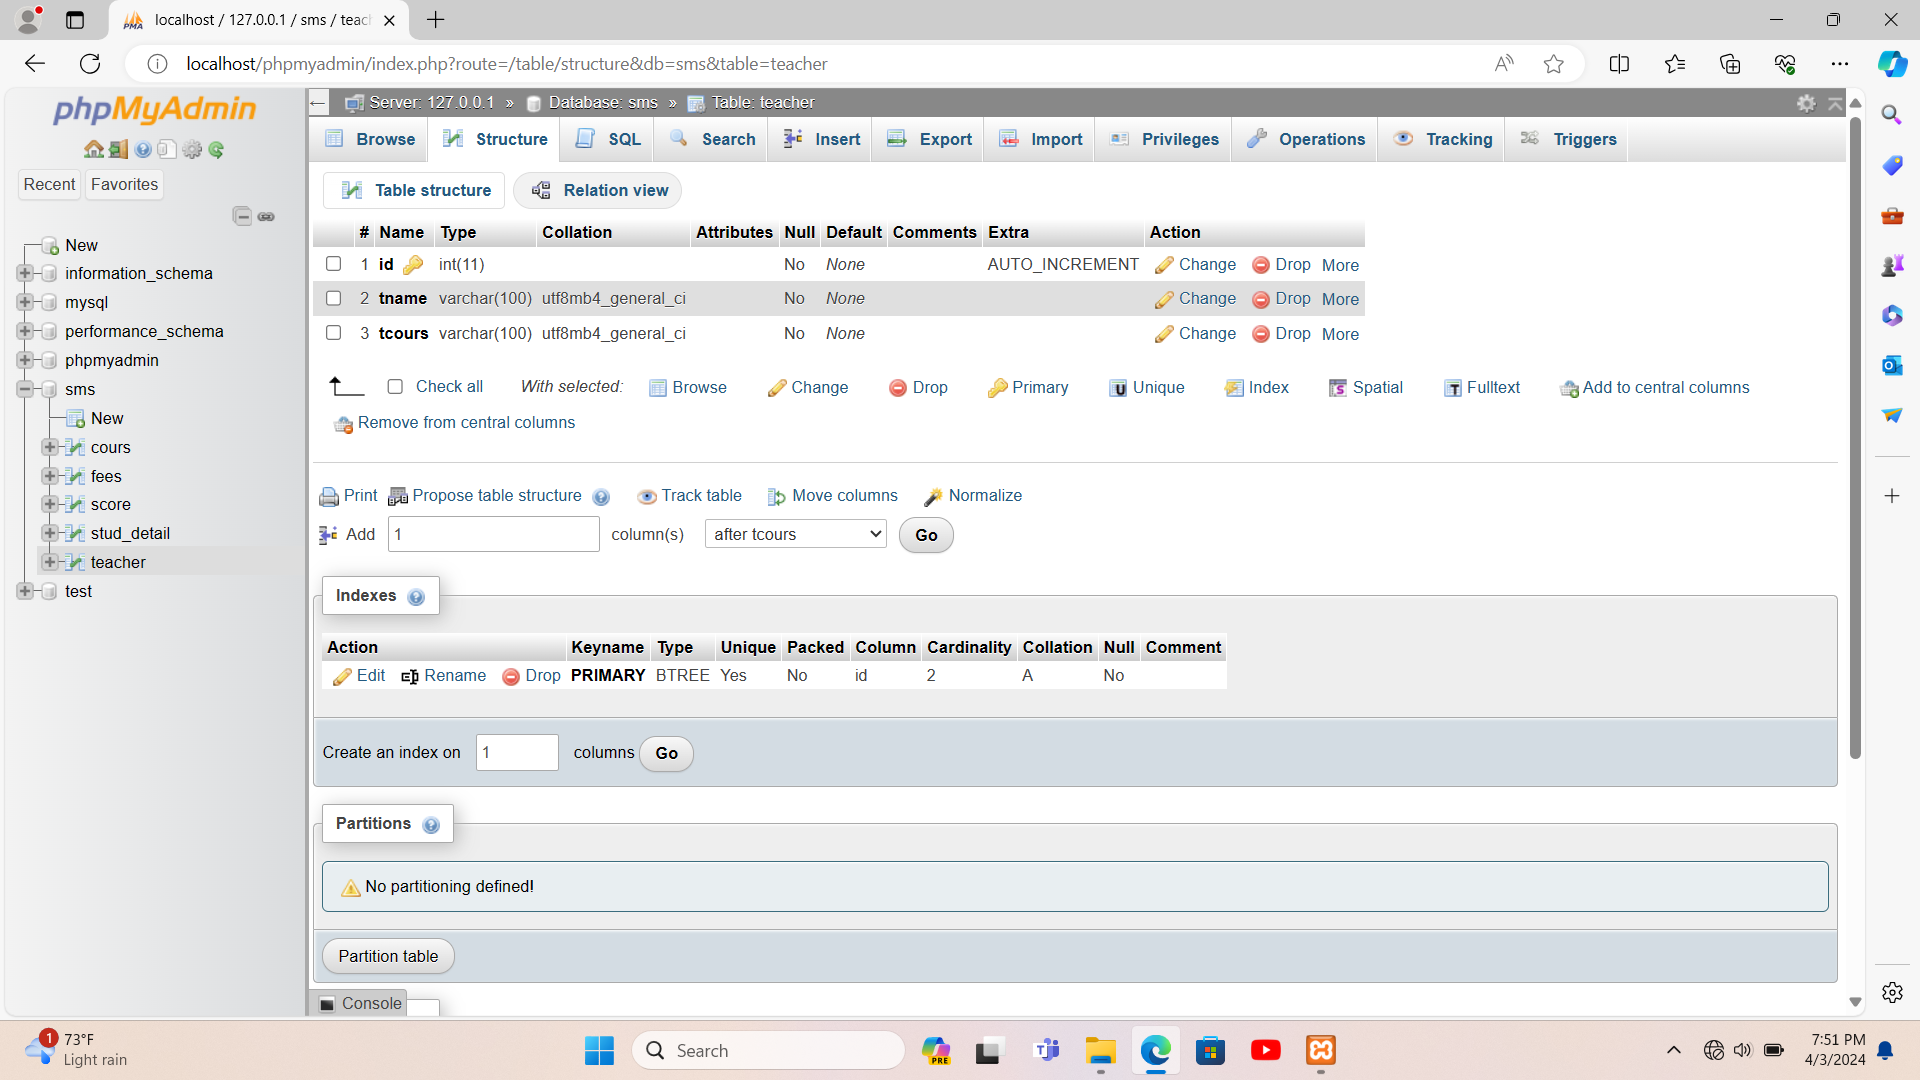 localhost / 127.0.0.1 / sms / teac
localhost/phpmyadmin/index.php?route=/table/structure&db=sms&table=teacher
phpMyAdmin
Recent Favorites
New
information_schema
mysql
performance_schema
phpmyadmin
sms
New
cours
fees
score
stud_detail
teacher
test
Server: 127.0.0.1 » Database: sms » Table: teacher
Browse Structure SQL Search Insert Export Import Privileges Operations Tracking Triggers
Table structure Relation view
# Name Type Collation Attributes Null Default Comments Extra Action
1 id int(11) No None AUTO_INCREMENT Change Drop More
2 tname varchar(100) utf8mb4_general_ci No None Change Drop More
3 tcours varchar(100) utf8mb4_general_ci No None Change Drop More
Check all With selected: Browse Change Drop Primary Unique Index Spatial Fulltext Add to central columns
Remove from central columns
Print Propose table structure Track table Move columns Normalize
Add 1 column(s) after tcours Go
Indexes
Action Keyname Type Unique Packed Column Cardinality Collation Null Comment
Edit Rename Drop PRIMARY BTREE Yes No id 2 A No
Create an index on 1 columns Go
Partitions
No partitioning defined!
Partition table
Console
1
73°F
Light rain
Search
PRE
7:51 PM
4/3/2024